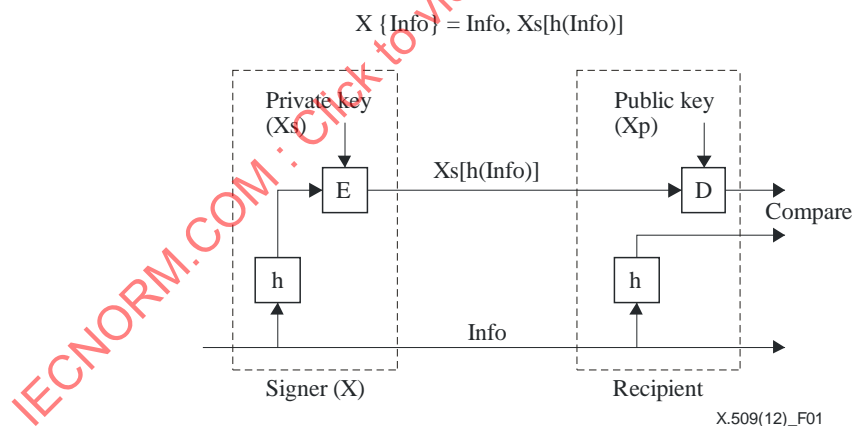 X {Info} = Info, Xs[h(Info)]
Private key
(Xs)
Public key
(Xp)
E
Xs[h(Info)]
D
Compare
h
h
Info
Signer (X)
Recipient
X.509(12)_F01
IECNORM.COM : Click to vie